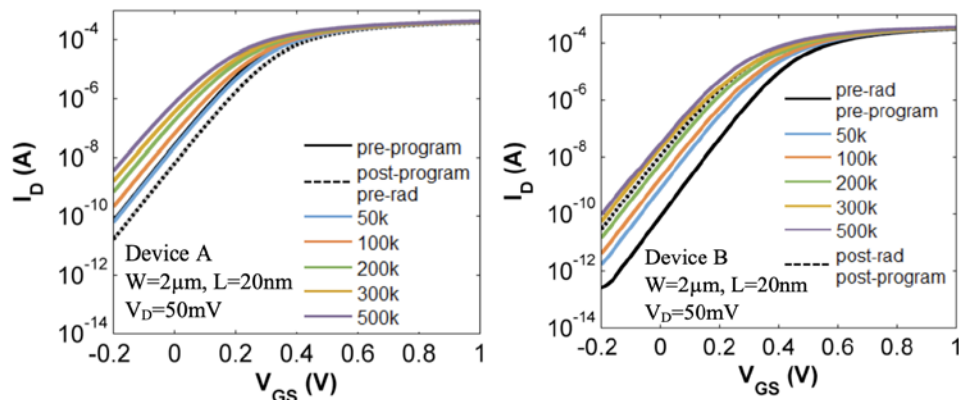 10^-4
10^-6
10^-8
10^-10
10^-12
10^-14
I_D (A)
pre-program
post-program
pre-rad
50k
100k
200k
300k
500k
Device A
W=2µm, L=20nm
V_D=50mV
-0.2 0 0.2 0.4 0.6 0.8 1
V_GS (V)
10^-4
10^-6
10^-8
10^-10
10^-12
10^-14
I_D (A)
pre-rad
pre-program
50k
100k
200k
300k
500k
post-rad
post-program
Device B
W=2µm, L=20nm
V_D=50mV
-0.2 0 0.2 0.4 0.6 0.8 1
V_GS (V)